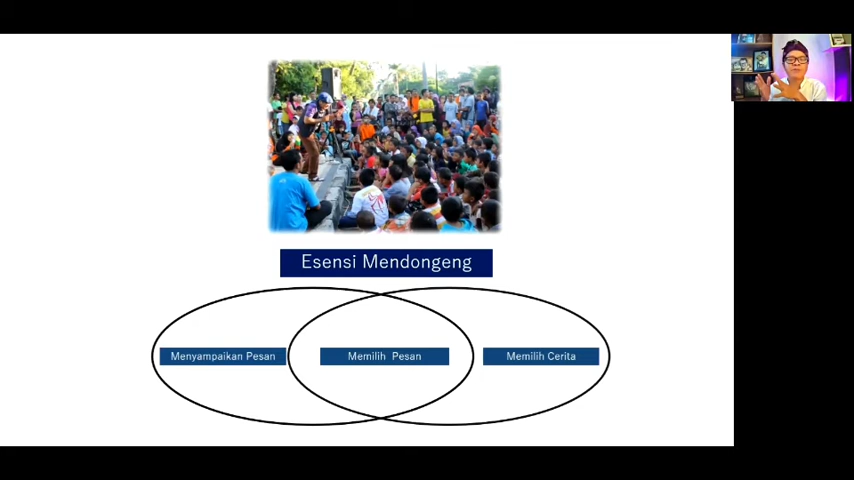 Esensi Mendongeng
Menyampaikan Pesan
Memilih Pesan
Memilih Cerita